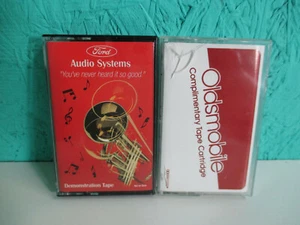 Ford
Audio Systems
"You've never heard it so good."
Demonstration Tape
Oldsmobile
Complimentary Tape Cartridge